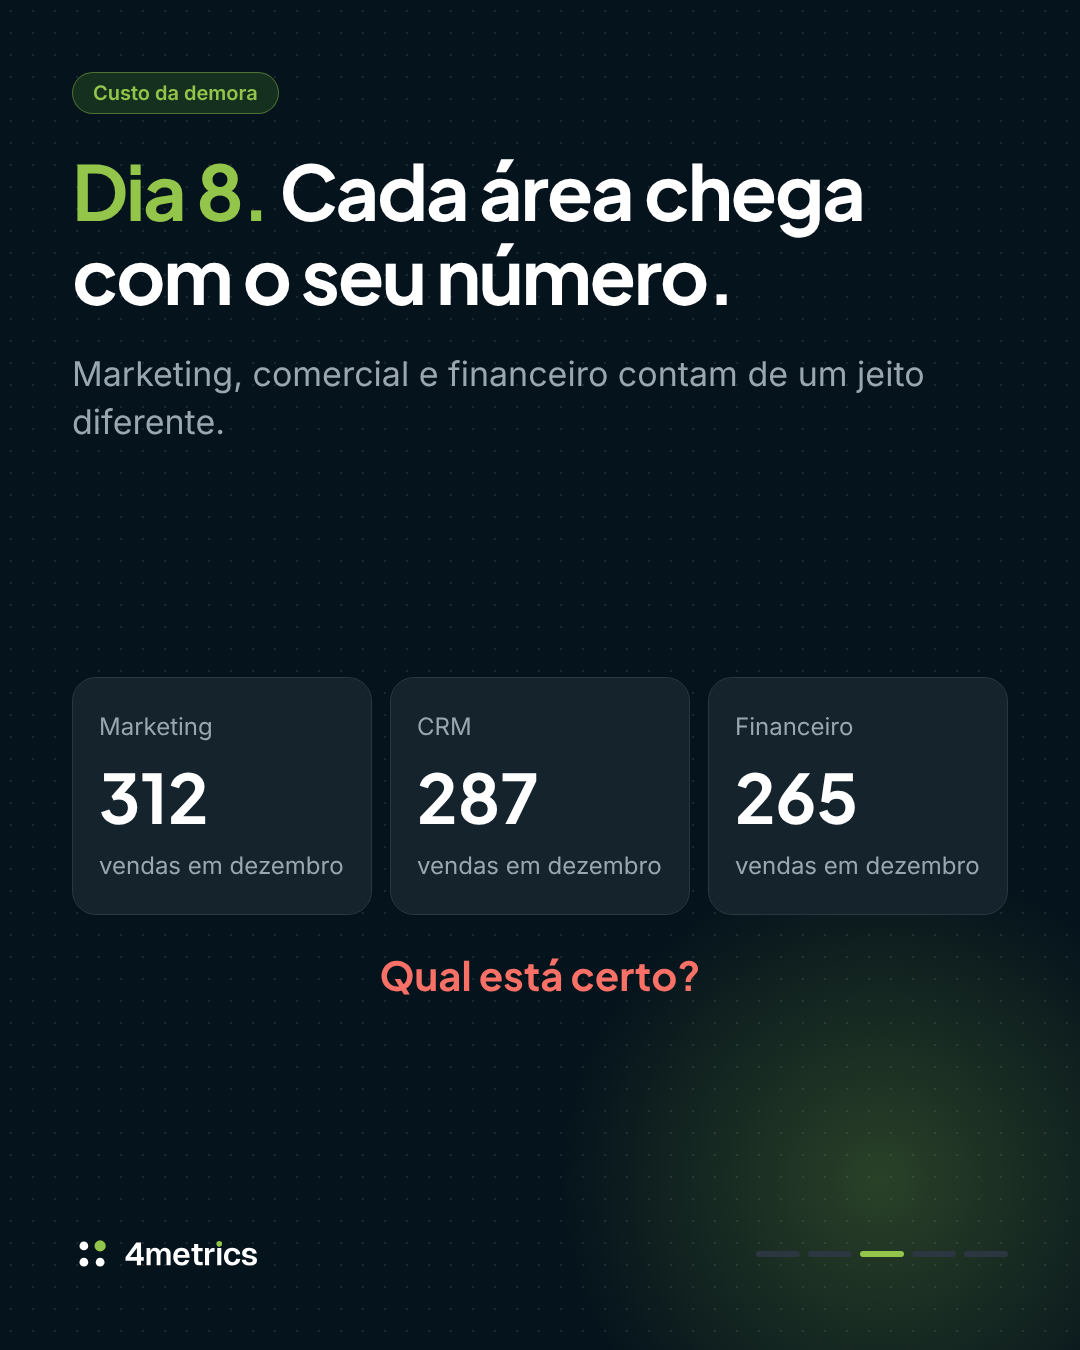 Custo da demora
Dia 8. Cada área chega
com o seu número.
Marketing, comercial e financeiro contam de um jeito
diferente.
Marketing
312
vendas em dezembro
CRM
287
vendas em dezembro
Financeiro
265
vendas em dezembro
Qual está certo?
4metrics